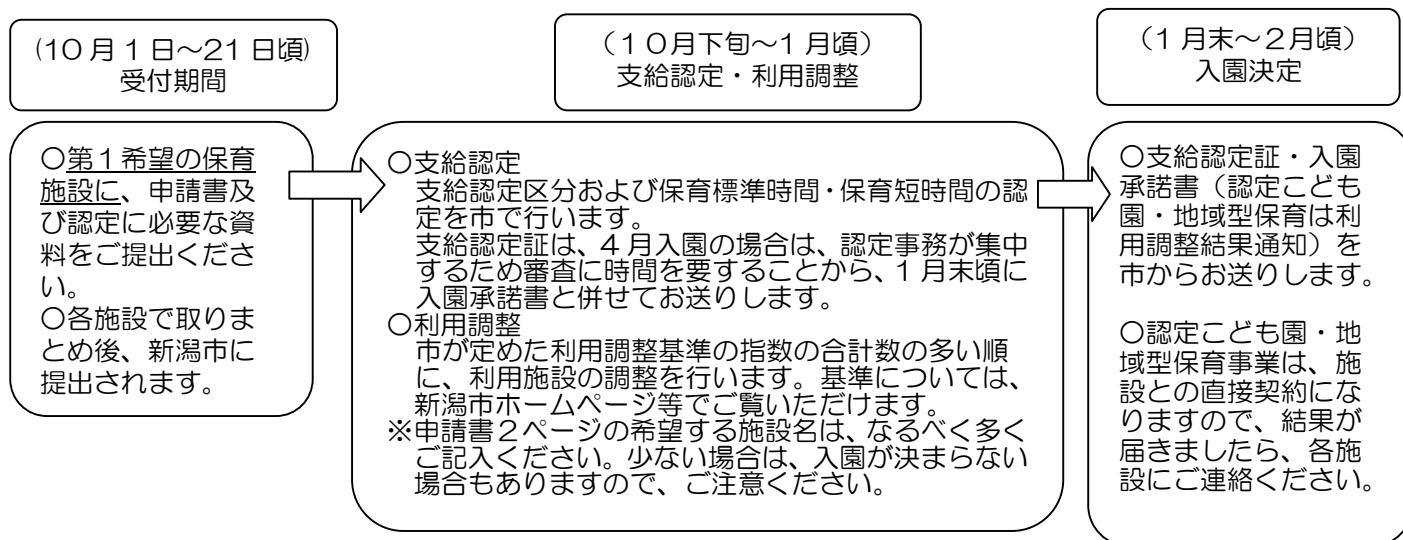 (10月1日～21日頃)
受付期間
（１０月下旬～１月頃）
支給認定・利用調整
（１月末～２月頃）
入園決定
○第１希望の保育
施設に、申請書及
び認定に必要な資
料をご提出くださ
い。
○各施設で取りま
とめ後、新潟市に
提出されます。
○支給認定
支給認定区分および保育標準時間・保育短時間の認
定を市で行います。
支給認定証は、４月入園の場合は、認定事務が集中
するため審査に時間を要することから、１月末頃に
入園承諾書と併せてお送りします。
○利用調整
市が定めた利用調整基準の指数の合計数の多い順
に、利用施設の調整を行います。基準については、
新潟市ホームページ等でご覧いただけます。
※申請書２ページの希望する施設名は、なるべく多く
ご記入ください。少ない場合は、入園が決まらない
場合もありますので、ご注意ください。
○支給認定証・入園
承諾書（認定こども
園・地域型保育は利
用調整結果通知）を
市からお送りします。
○認定こども園・地
域型保育事業は、施
設との直接契約にな
りますので、結果が
届きましたら、各施
設にご連絡ください。